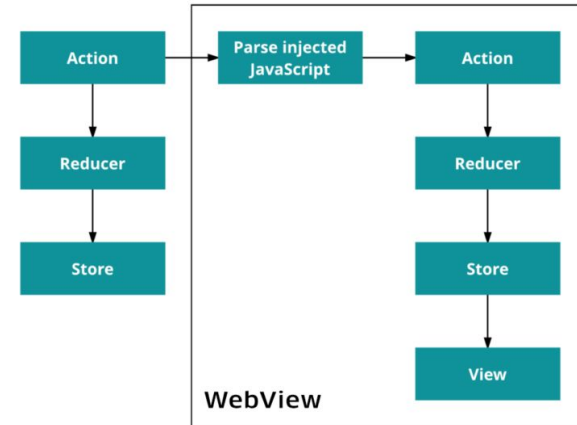 Action
Parse injected
JavaScript
Action
Reducer
Reducer
Store
Store
View
WebView